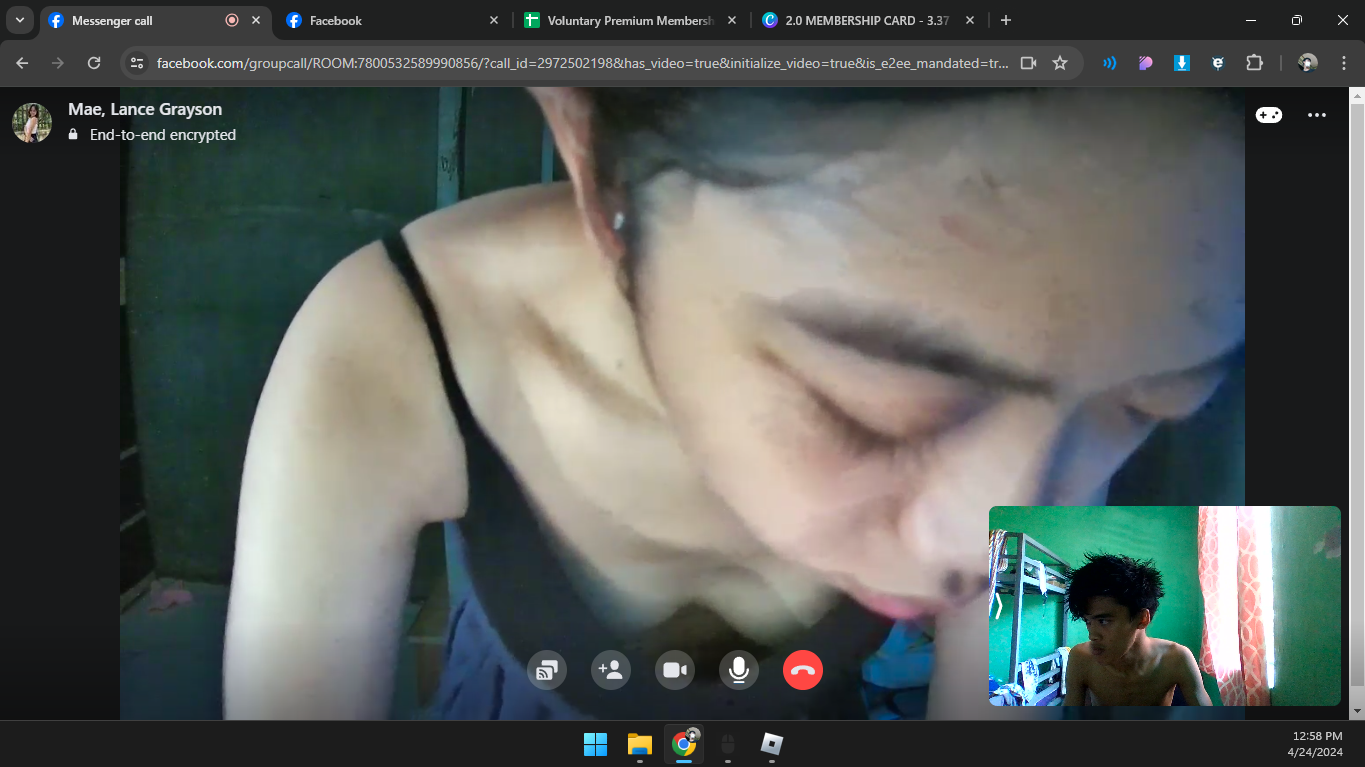 Messenger call
Facebook
Voluntary Premium Membersh
2.0 MEMBERSHIP CARD - 3.37
facebook.com/groupcall/ROOM:7800532589990856/?call_id=2972502198&has_video=true&initialize_video=true&is_e2ee_mandated=tr...
Mae, Lance Grayson
End-to-end encrypted
12:58 PM
4/24/2024